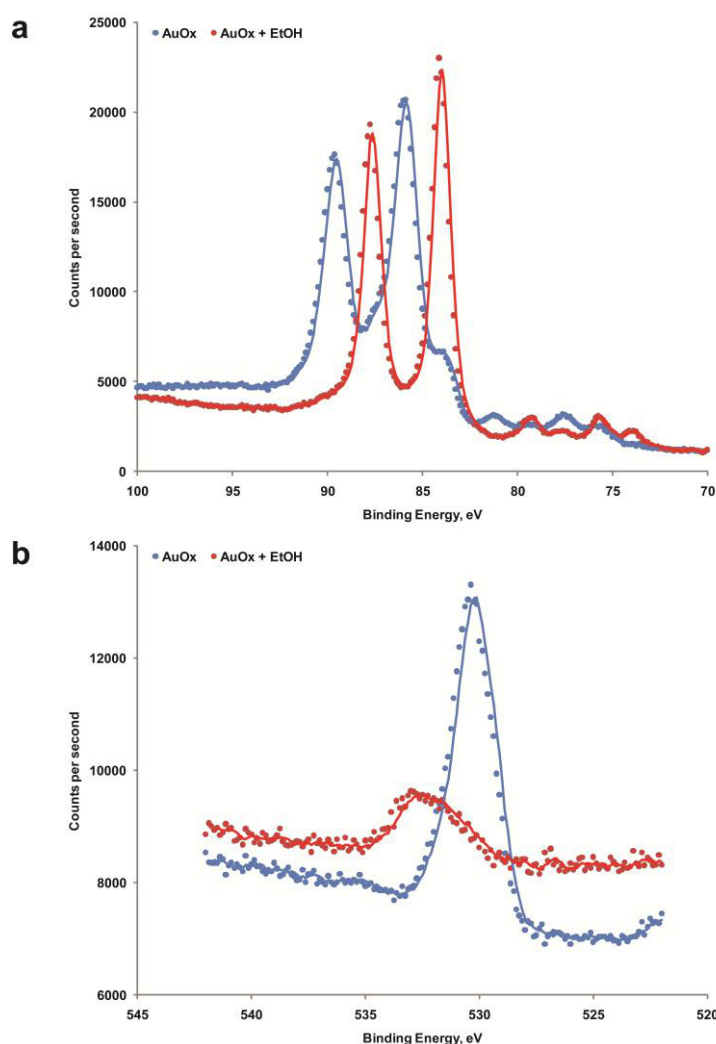 a
AuOx AuOx + EtOH
25000
20000
15000
10000
5000
0
Counts per second
100 95 90 85 80 75 70
Binding Energy, eV
b
AuOx AuOx + EtOH
14000
12000
10000
8000
6000
Counts per second
545 540 535 530 525 520
Binding Energy, eV